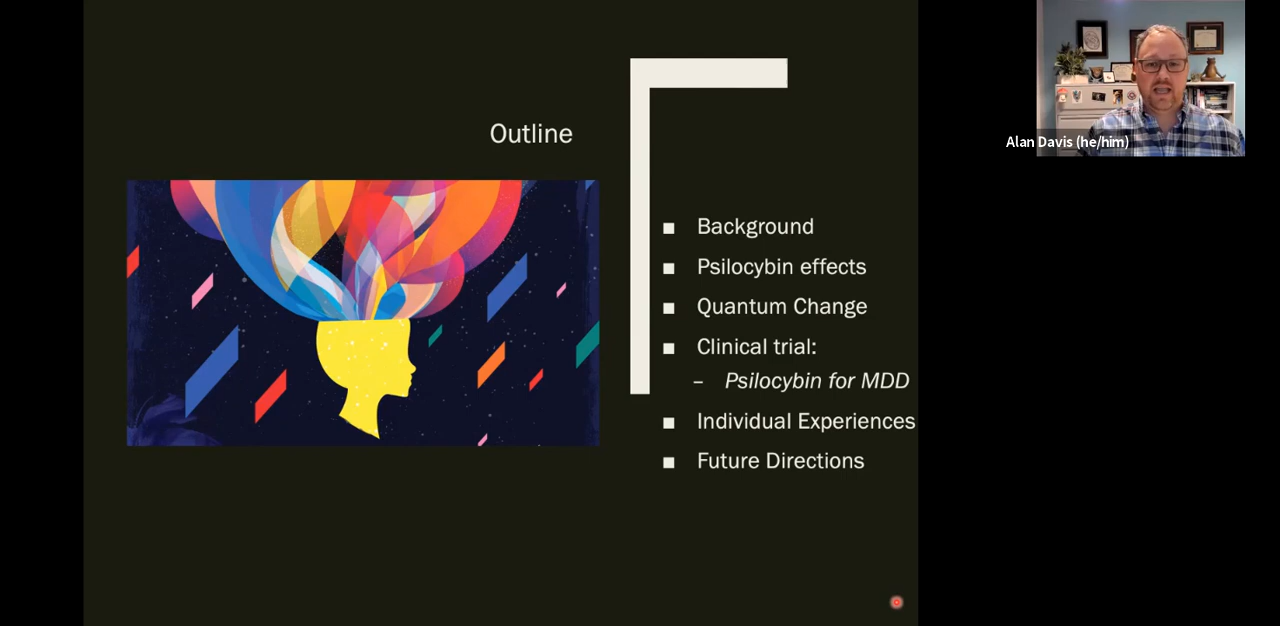 Outline
Background
Psilocybin effects
Quantum Change
Clinical trial:
– Psilocybin for MDD
Individual Experiences
Future Directions
Alan Davis (he/him)